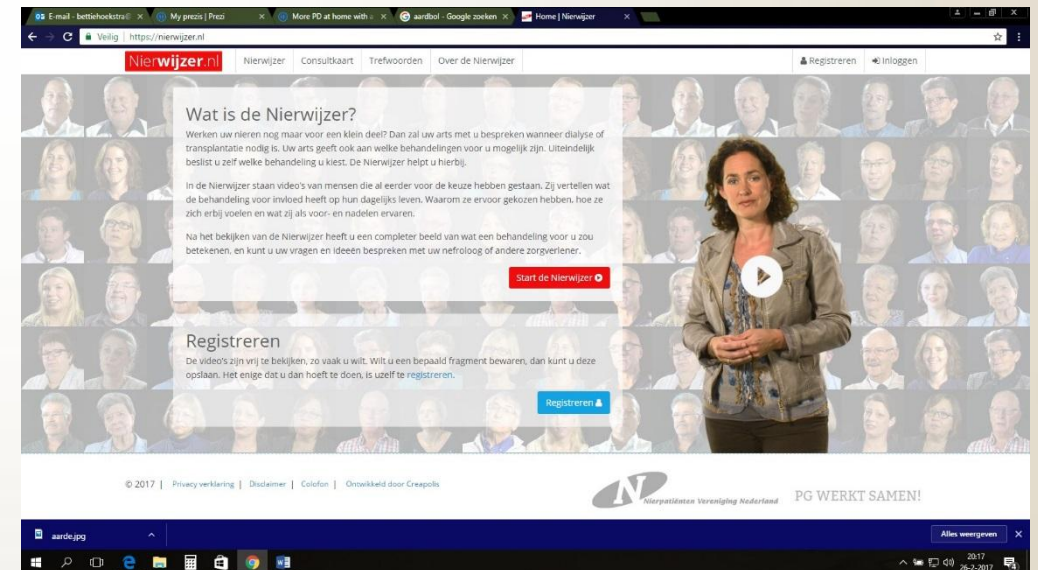 E-mail - bettiehoekstra@
My prezis | Prezi
More PD at home with
aardbol - Google zoeken
Home | Nierwijzer
Veilig | https://nierwijzer.nl
Nierwijzer.nl
Nierwijzer
Consultkaart
Trefwoorden
Over de Nierwijzer
Registreren
Inloggen
Wat is de Nierwijzer?
Werken uw nieren nog maar voor een klein deel? Dan zal uw arts met u bespreken wanneer dialyse of
transplantatie nodig is. Uw arts geeft ook aan welke behandelingen voor u mogelijk zijn. Uiteindelijk
beslist u zelf welke behandeling u kiest. De Nierwijzer helpt u hierbij.
In de Nierwijzer staan video's van mensen die al eerder voor de keuze hebben gestaan. Zij vertellen wat
de behandeling voor invloed heeft op hun dagelijks leven. Waarom ze ervoor gekozen hebben, hoe ze
zich erbij voelen en wat zij als voor- en nadelen ervaren.
Na het bekijken van de Nierwijzer heeft u een completer beeld van wat een behandeling voor u zou
betekenen, en kunt u uw vragen en ideeën bespreken met uw nefroloog of andere zorgverlener.
Start de Nierwijzer
Registreren
De video's zijn vrij te bekijken, zo vaak u wilt. Wilt u een bepaald fragment bewaren, dan kunt u deze
opslaan. Het enige dat u dan hoeft te doen, is uzelf te registreren.
Registreren
© 2017 | Privacy verklaring | Disclaimer | Colofon | Ontwikkeld door Creapolis
Nierpatiënten Vereniging Nederland
PG WERKT SAMEN!
aarde.jpg
Alles weergeven
20:17
26-2-2017